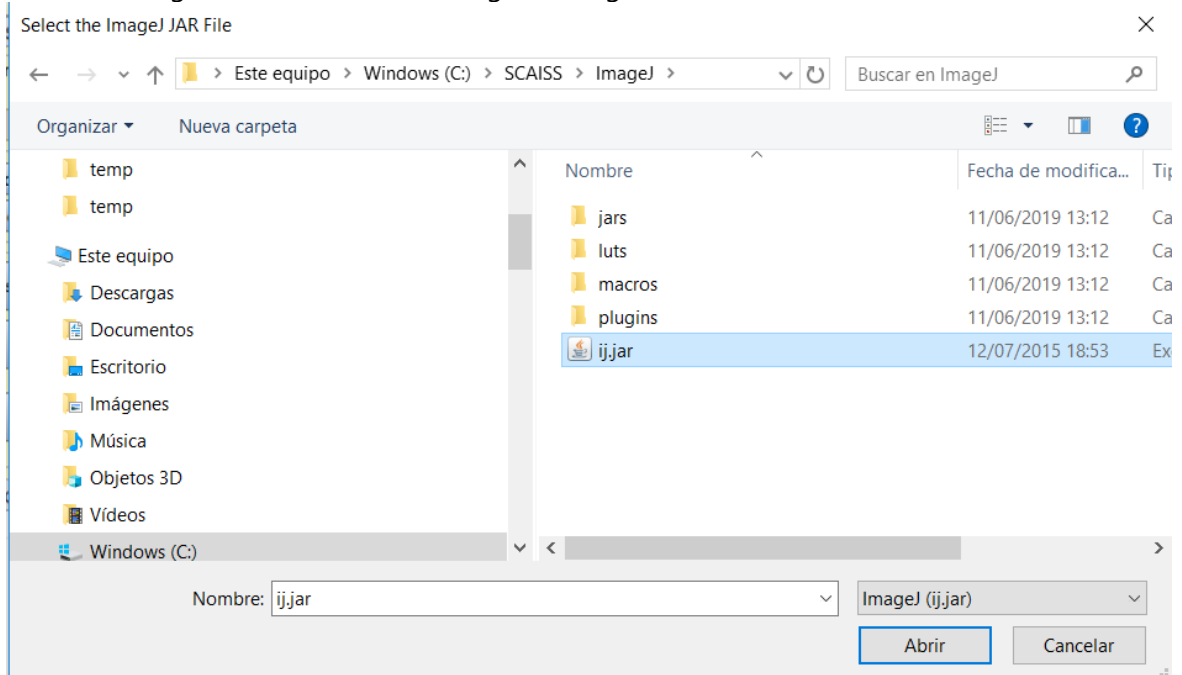 Select the ImageJ JAR File
Este equipo > Windows (C:) > SCAISS > ImageJ >
Buscar en ImageJ
Organizar
Nueva carpeta
temp
temp
Este equipo
Descargas
Documentos
Escritorio
Imágenes
Música
Objetos 3D
Vídeos
Windows (C:)
Nombre Fecha de modifica... Tip
jars 11/06/2019 13:12 Ca
luts 11/06/2019 13:12 Ca
macros 11/06/2019 13:12 Ca
plugins 11/06/2019 13:12 Ca
ij.jar 12/07/2015 18:53 Ex
Nombre: ij.jar
ImageJ (ij.jar)
Abrir
Cancelar